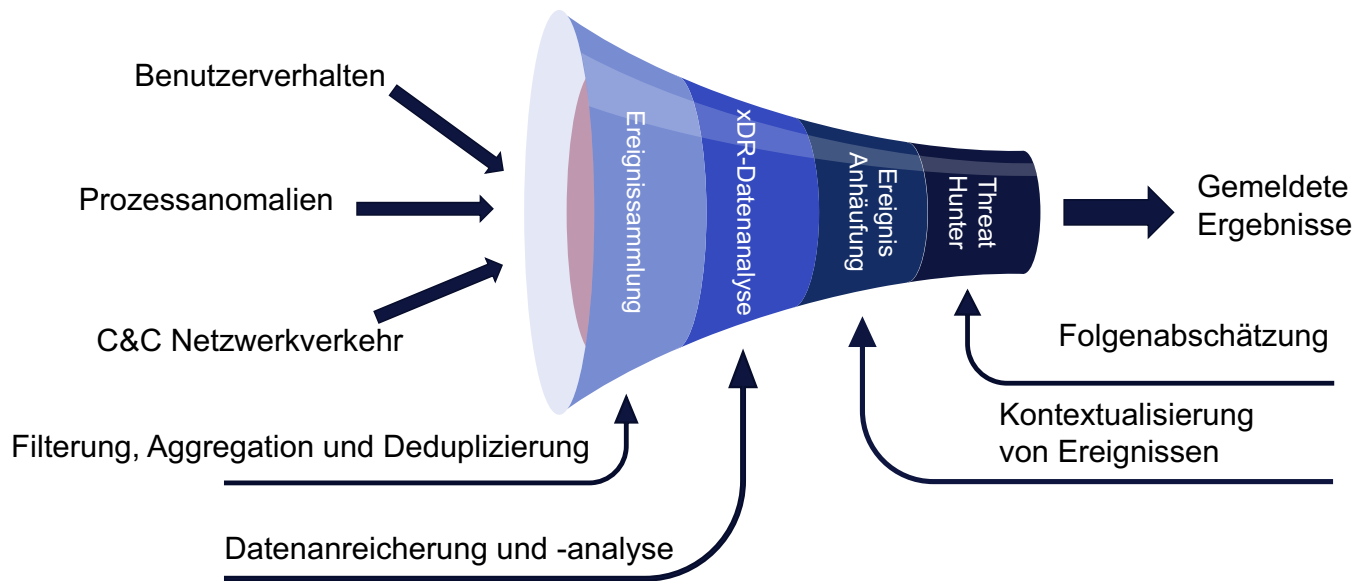 Benutzerverhalten
Prozessanomalien
C&C Netzwerkverkehr
Ereignissammlung
xDR-Datenanalyse
Ereignis
Anhäufung
Threat
Hunter
Gemeldete
Ergebnisse
Filterung, Aggregation und Deduplizierung
Datenanreicherung und -analyse
Kontextualisierung
von Ereignissen
Folgenabschätzung